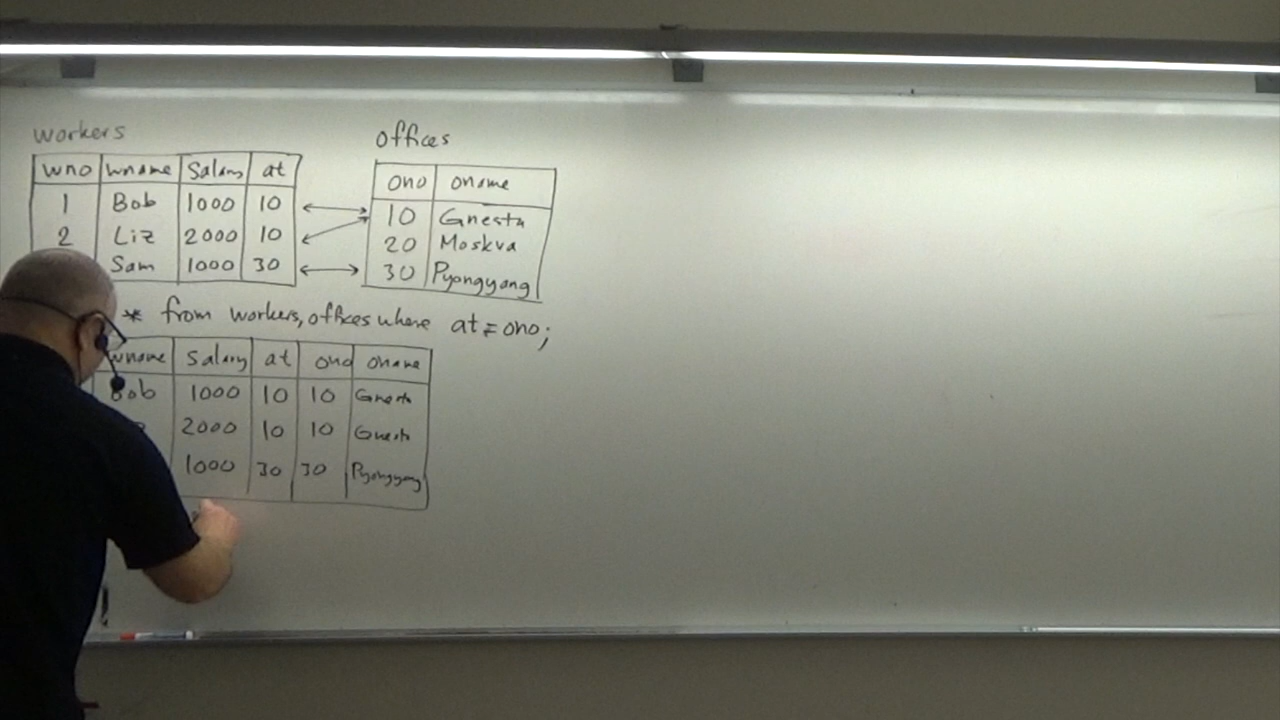 workers
wno wname Salary at
1 Bob 1000 10
2 Liz 2000 10
Sam 1000 30
offices
ono oname
10 Gnesta
20 Moskva
30 Pyongyang
* from workers, offices where at = ono;
wname Salary at ono oname
Bob 1000 10 10 Gnesta
2000 10 10 Gnesta
1000 30 30 Pyongyang